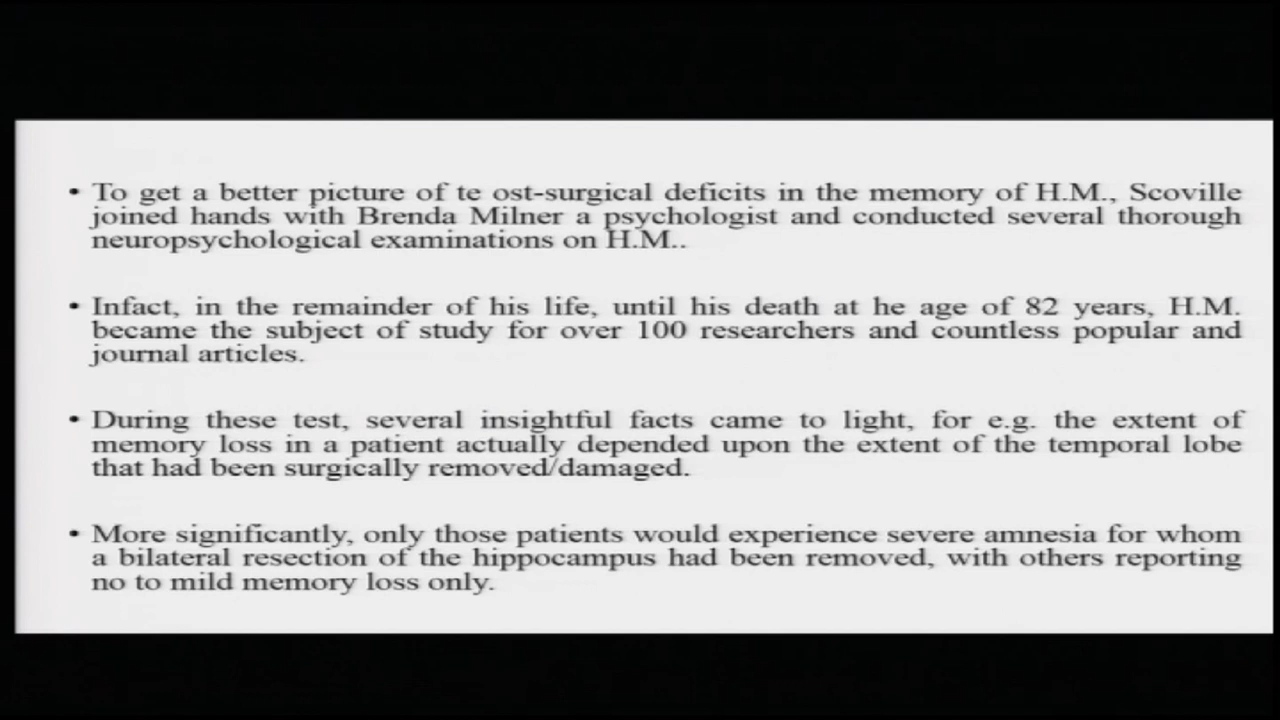 • To get a better picture of te ost-surgical deficits in the memory of H.M., Scoville
joined hands with Brenda Milner a psychologist and conducted several thorough
neuropsychological examinations on H.M..
• Infact, in the remainder of his life, until his death at he age of 82 years, H.M.
became the subject of study for over 100 researchers and countless popular and
journal articles.
• During these test, several insightful facts came to light, for e.g. the extent of
memory loss in a patient actually depended upon the extent of the temporal lobe
that had been surgically removed/damaged.
• More significantly, only those patients would experience severe amnesia for whom
a bilateral resection of the hippocampus had been removed, with others reporting
no to mild memory loss only.